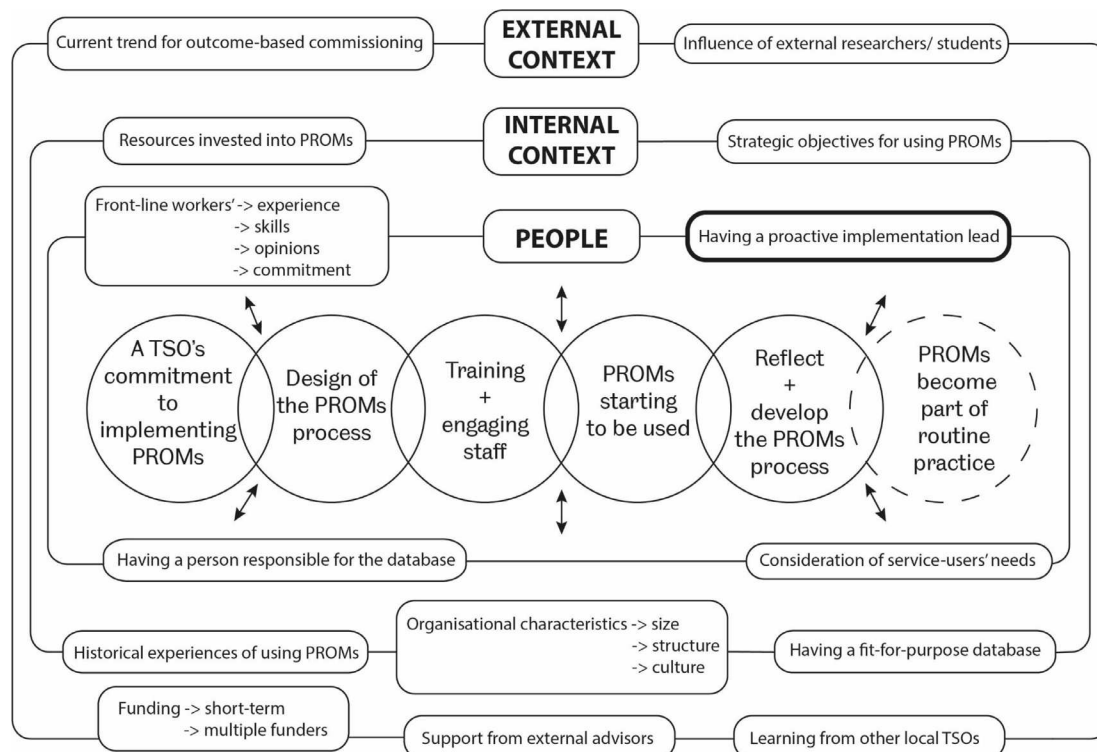 Current trend for outcome-based commissioning
EXTERNAL
CONTEXT
Influence of external researchers/ students
Resources invested into PROMs
INTERNAL
CONTEXT
Strategic objectives for using PROMs
Front-line workers' -> experience
-> skills
-> opinions
-> commitment
PEOPLE
Having a proactive implementation lead
A TSO's
commitment
to
implementing
PROMs
Design of
the PROMs
process
Training
+
engaging
staff
PROMs
starting
to be used
Reflect
+
develop
the PROMs
process
PROMs
become
part of
routine
practice
Having a person responsible for the database
Consideration of service-users' needs
Historical experiences of using PROMs
Organisational characteristics -> size
-> structure
-> culture
Having a fit-for-purpose database
Funding -> short-term
-> multiple funders
Support from external advisors
Learning from other local TSOs